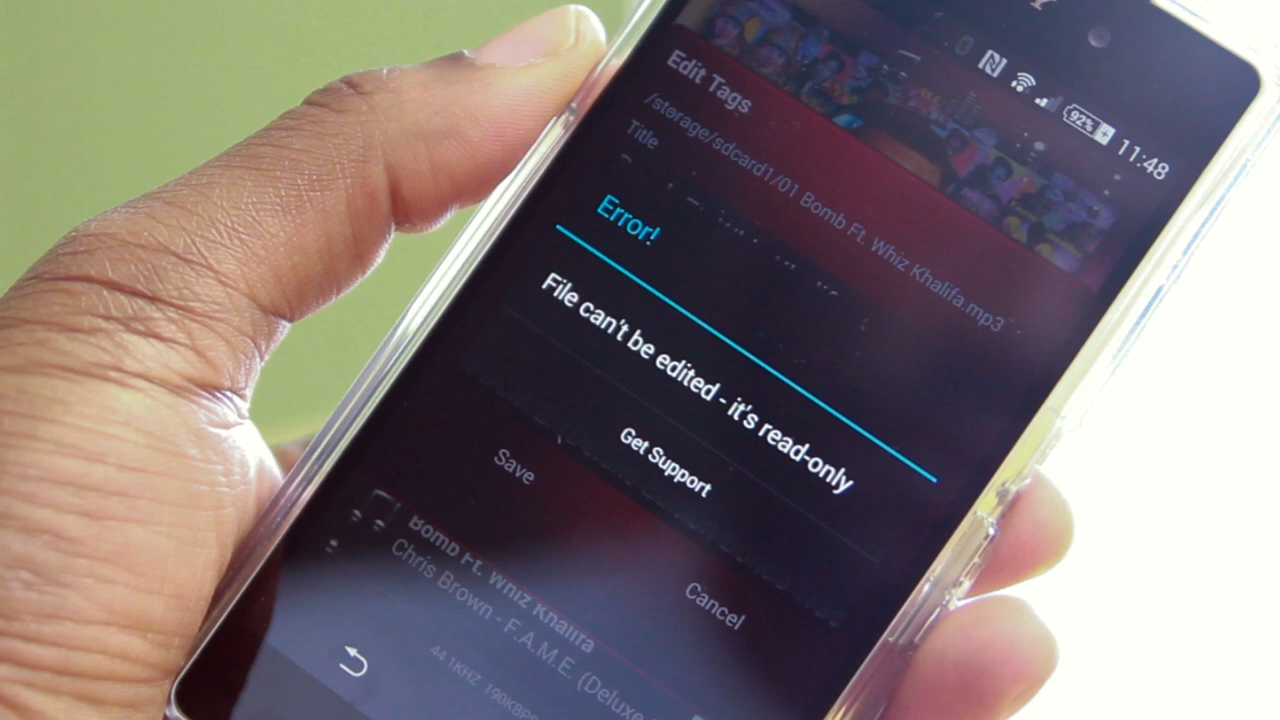 92% 11:48
Edit Tags
/storage/sdcard1/01 Bomb Ft. Whiz Khalifa.mp3
Title
Error!
File can't be edited - it's read-only
Get Support
Save
Cancel
Bomb Ft. Whiz Khalifa
Chris Brown - F.A.M.E. (Deluxe
44.1KHZ 190KBPS